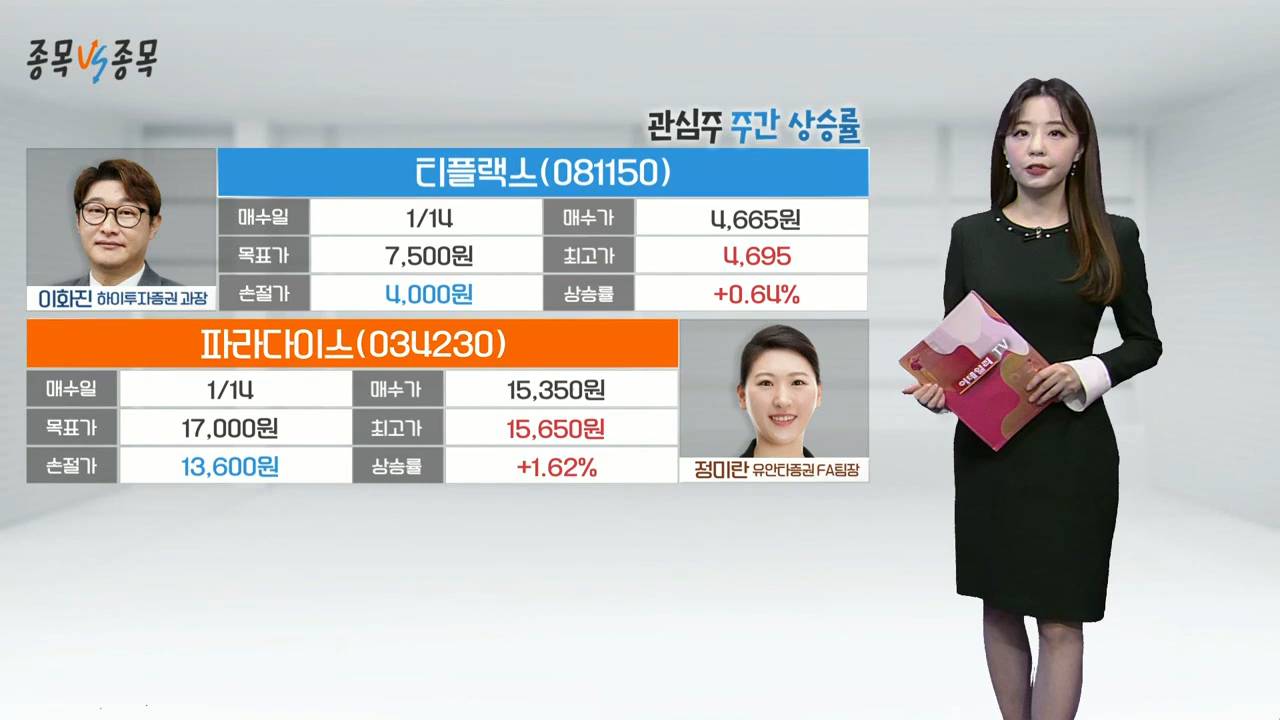 종목 VS 종목
관심주 주간 상승률
티플랙스(081150)
매수일 1/14 매수가 4,665원
목표가 7,500원 최고가 4,695
손절가 4,000원 상승률 +0.64%
이화진 하이투자증권 과장
파라다이스(034230)
매수일 1/14 매수가 15,350원
목표가 17,000원 최고가 15,650원
손절가 13,600원 상승률 +1.62%
정미란 유안타증권 FA팀장
이데일리 TV